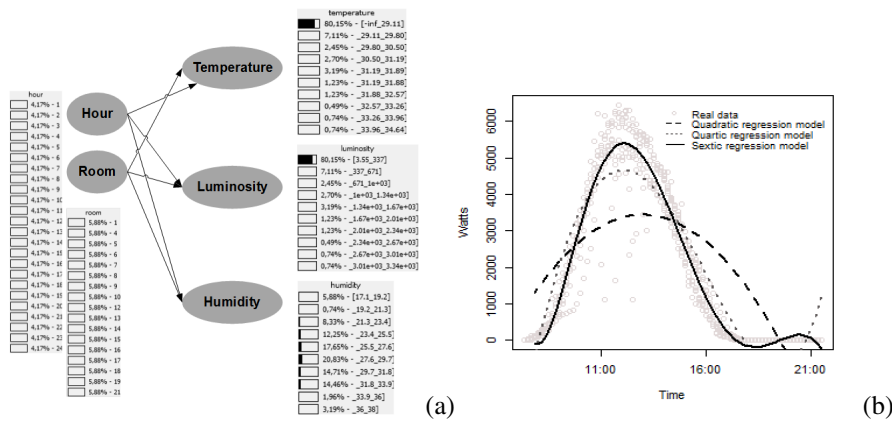 temperature
80,15% - [-inf_29.11]
7,11% - _29.11_29.80]
2,45% - _29.80_30.50]
2,70% - _30.50_31.19]
3,19% - _31.19_31.89]
1,23% - _31.19_31.88]
1,23% - _31.88_32.57]
0,49% - _32.57_33.26]
0,74% - _33.26_33.96]
0,74% - _33.96_34.64]
Temperature
hour
4,17% - 1
4,17% - 2
4,17% - 3
4,17% - 4
4,17% - 5
4,17% - 6
4,17% - 7
4,17% - 8
4,17% - 9
4,17% - 10
4,17% - 11
4,17% - 12
4,17% - 13
4,17% - 14
4,17% - 15
4,17% - 16
4,17% - 17
4,17% - 18
4,17% - 19
4,17% - 20
4,17% - 21
4,17% - 22
4,17% - 23
4,17% - 24
Hour
Room
room
5,88% - 1
5,88% - 4
5,88% - 5
5,88% - 6
5,88% - 7
5,88% - 8
5,88% - 9
5,88% - 10
5,88% - 12
5,88% - 13
5,88% - 14
5,88% - 15
5,88% - 16
5,88% - 17
5,88% - 18
5,88% - 19
5,88% - 21
Luminosity
luminosity
80,15% - [3.55_337]
7,11% - _337_671]
2,45% - _671_1e+03]
2,70% - _1e+03_1.34e+03]
3,19% - _1.34e+03_1.67e+03]
1,23% - _1.67e+03_2.01e+03]
1,23% - _2.01e+03_2.34e+03]
0,49% - _2.34e+03_2.67e+03]
0,74% - _2.67e+03_3.01e+03]
0,74% - _3.01e+03_3.34e+03]
Humidity
humidity
5,88% - [17.1_19.2]
0,74% - _19.2_21.3]
8,33% - _21.3_23.4]
12,25% - _23.4_25.5]
17,65% - _25.5_27.6]
20,83% - _27.6_29.7]
14,71% - _29.7_31.8]
14,46% - _31.8_33.9]
1,96% - _33.9_36]
3,19% - _36_38]
(a)
Real data
Quadratic regression model
Quartic regression model
Sextic regression model
Watts
6000
5000
4000
3000
2000
1000
0
11:00
16:00
21:00
Time
(b)